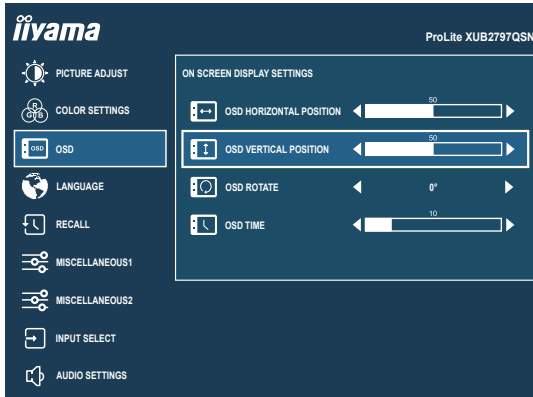 iiyama
ProLite XUB2797QSN
PICTURE ADJUST
COLOR SETTINGS
R
G B
OSD
OSD
LANGUAGE
RECALL
MISCELLANEOUS1
MISCELLANEOUS2
INPUT SELECT
AUDIO SETTINGS
ON SCREEN DISPLAY SETTINGS
OSD HORIZONTAL POSITION
50
OSD VERTICAL POSITION
50
OSD ROTATE
0°
OSD TIME
10